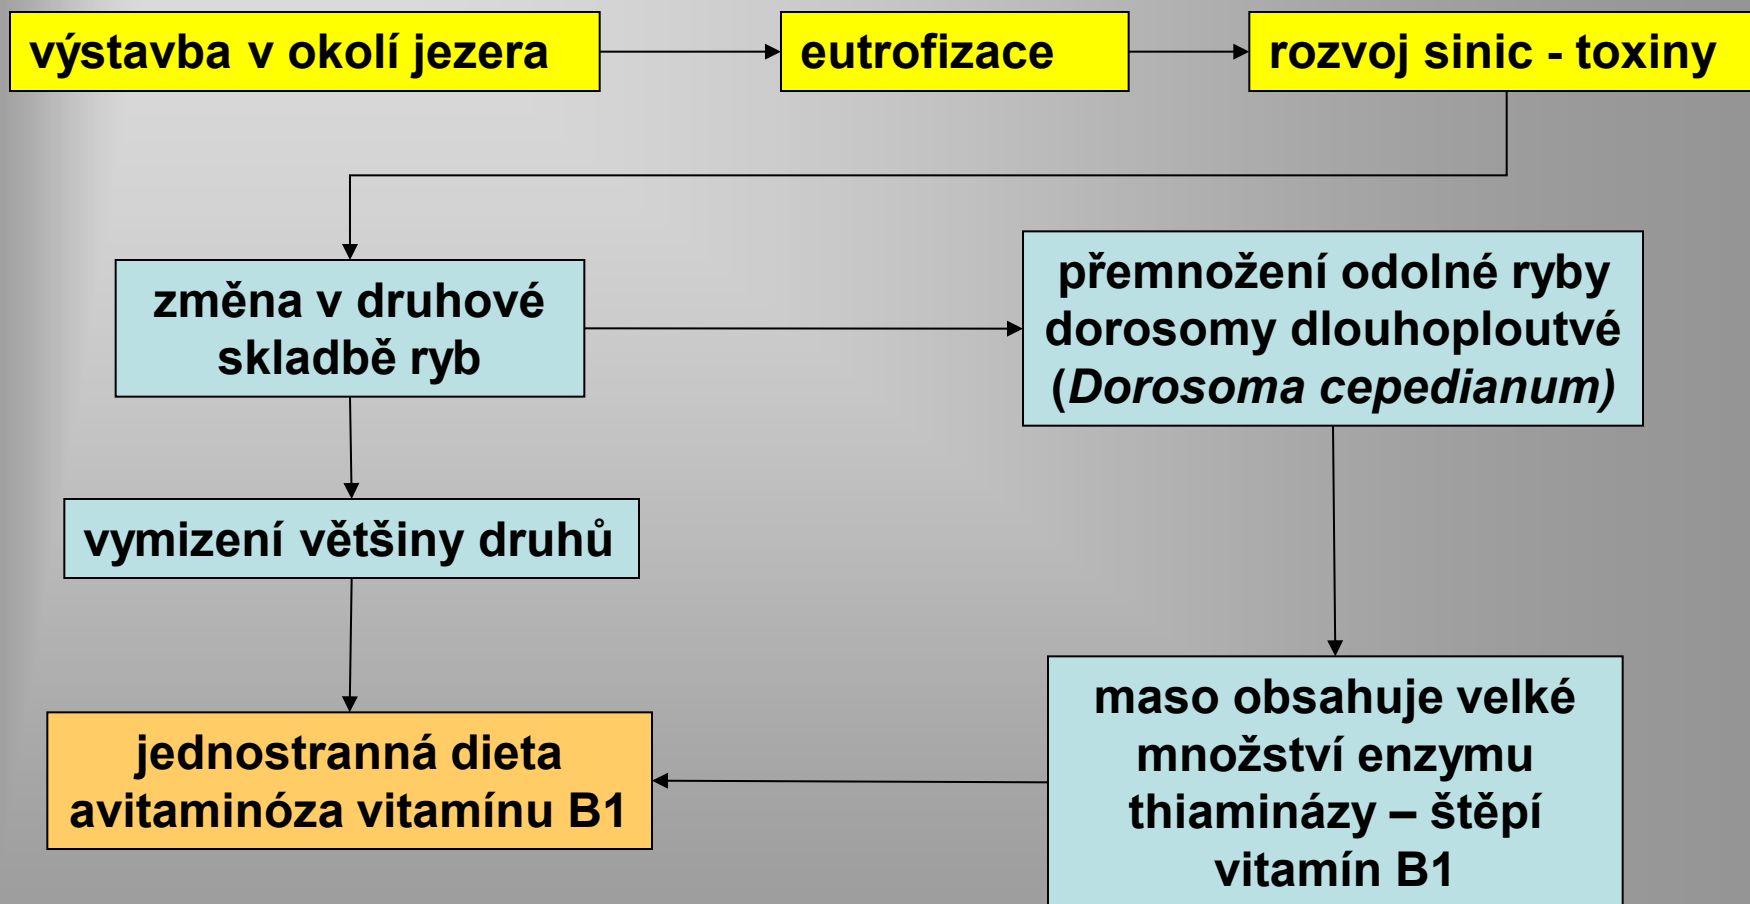 výstavba v okolí jezera
eutrofizace
rozvoj sinic - toxiny
změna v druhové
skladbě ryb
přemnožení odolné ryby
dorosomy dlouhoploutvé
(Dorosoma cepedianum)
vymizení většiny druhů
jednostranná dieta
avitaminóza vitamínu B1
maso obsahuje velké
množství enzymu
thiaminázy – štěpí
vitamín B1